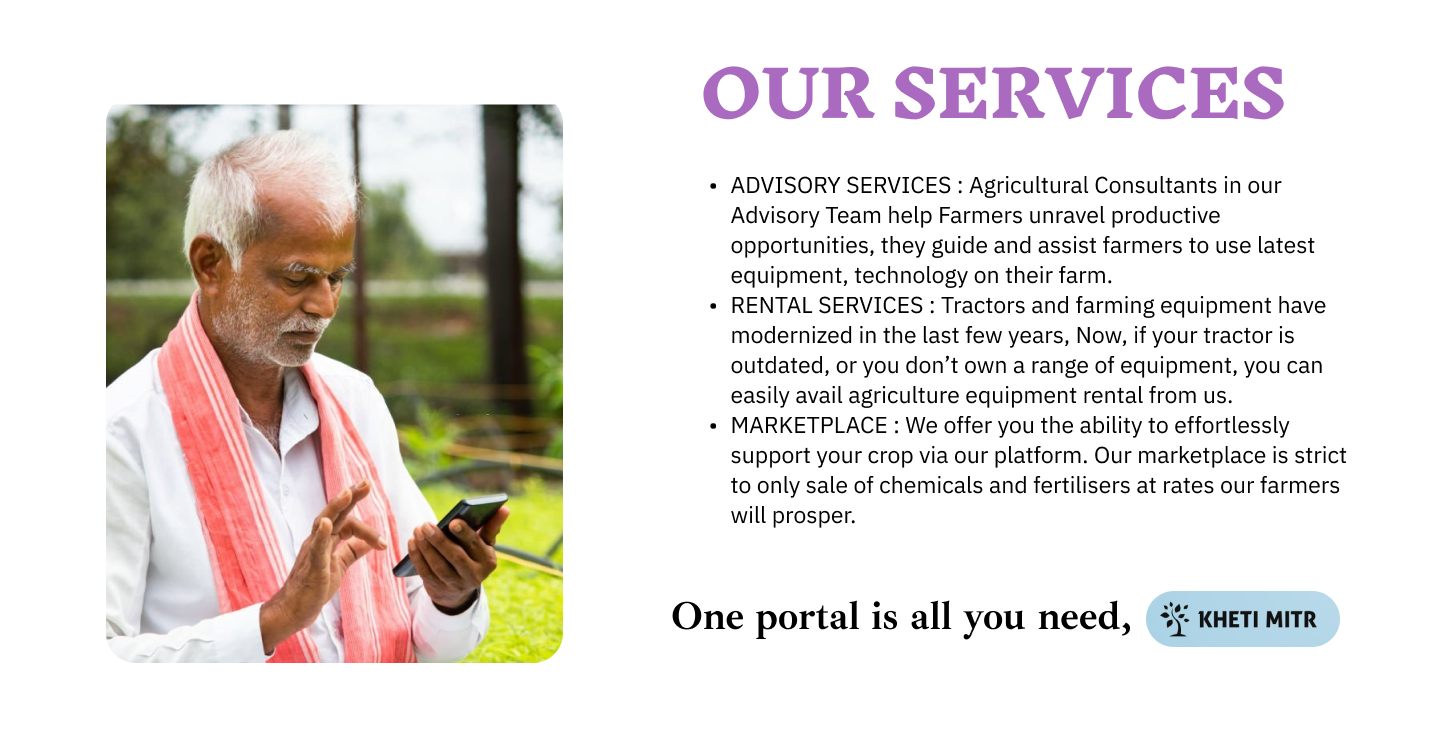 OUR SERVICES
• ADVISORY SERVICES : Agricultural Consultants in our
Advisory Team help Farmers unravel productive
opportunities, they guide and assist farmers to use latest
equipment, technology on their farm.
• RENTAL SERVICES : Tractors and farming equipment have
modernized in the last few years, Now, if your tractor is
outdated, or you don’t own a range of equipment, you can
easily avail agriculture equipment rental from us.
• MARKETPLACE : We offer you the ability to effortlessly
support your crop via our platform. Our marketplace is strict
to only sale of chemicals and fertilisers at rates our farmers
will prosper.
One portal is all you need, KHETI MITR